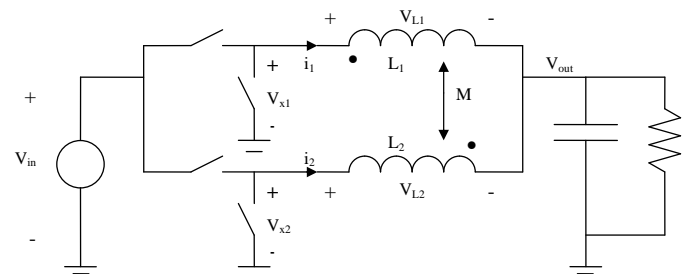 + V_L1 -
i_1 L_1
+
V_x1
-
V_out
M
+
V_in
-
L_2
i_2
+ V_L2 -
+
V_x2
-